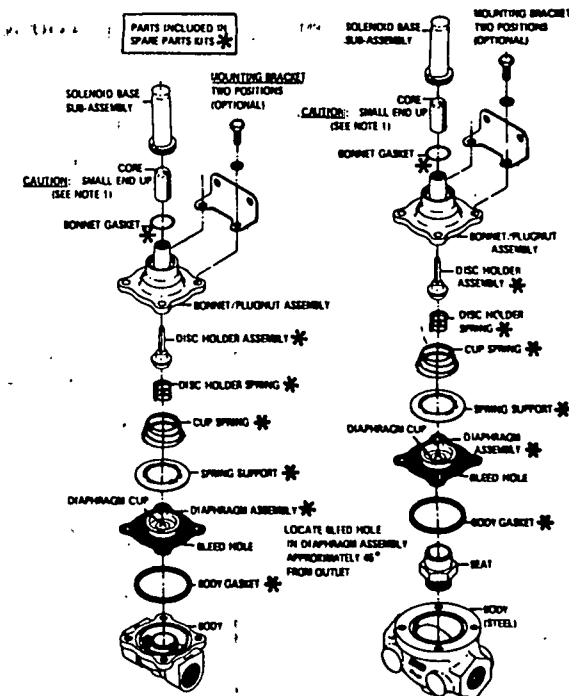 PARTS INCLUDED IN
SPARE PARTS KITS *
SOLENOID BASE
SUB-ASSEMBLY
MOUNTING BRACKET
TWO POSITIONS
(OPTIONAL)
CORE
CAUTION: SMALL END UP
(SEE NOTE 1)
BONNET GASKET *
BONNET/PLUGNUT ASSEMBLY
DISC HOLDER ASSEMBLY *
DISC HOLDER SPRING *
CUP SPRING *
SPRING SUPPORT *
DIAPHRAGM CUP
DIAPHRAGM ASSEMBLY *
BLEED HOLE
BODY GASKET *
BODY
LOCATE BLEED HOLE
IN DIAPHRAGM ASSEMBLY
APPROXIMATELY 45°
FROM OUTLET
SOLENOID BASE
SUB-ASSEMBLY
MOUNTING BRACKET
TWO POSITIONS
(OPTIONAL)
CORE
CAUTION: SMALL END UP
(SEE NOTE 1)
BONNET GASKET
*
BONNET/PLUGNUT
ASSEMBLY
DISC HOLDER
ASSEMBLY *
DISC HOLDER
SPRING *
CUP SPRING *
SPRING SUPPORT *
DIAPHRAGM CUP
DIAPHRAGM
ASSEMBLY *
BLEED HOLE
BODY GASKET *
SEAT
BODY
(STEEL)